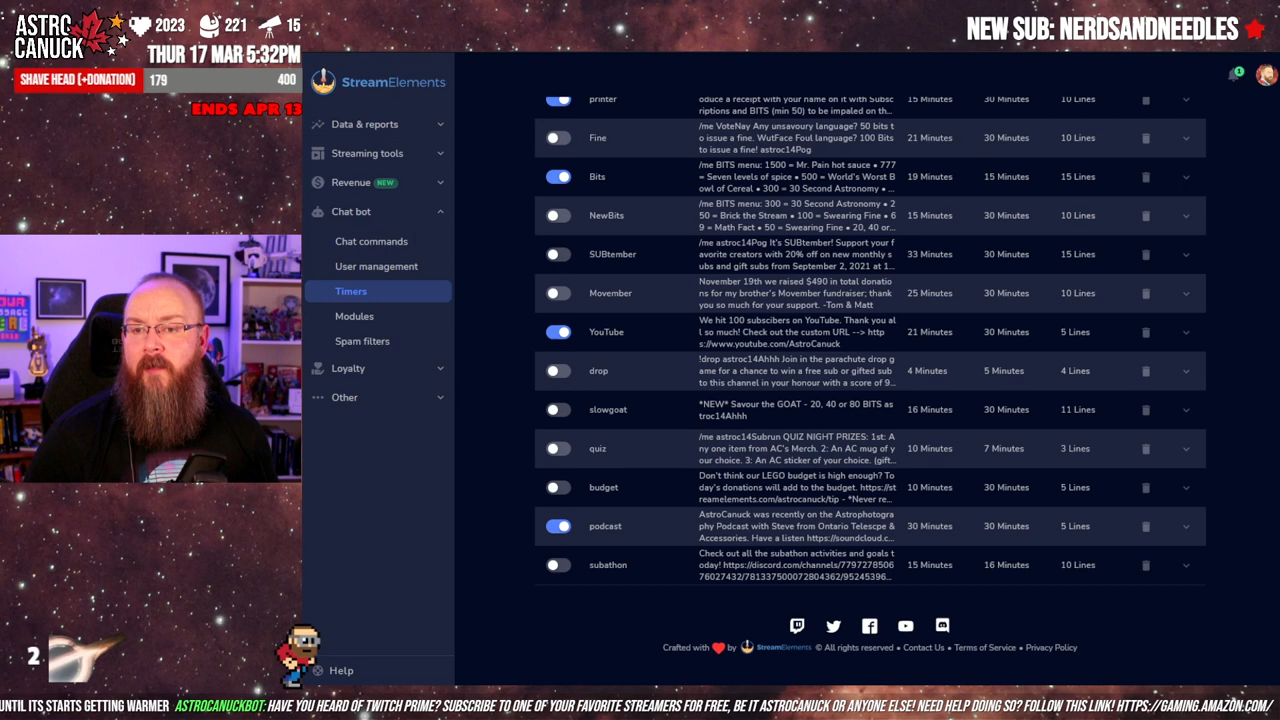 ASTRO
CANUCK
2023
221
15
THUR 17 MAR 5:32PM
SHAVE HEAD (+DONATION)
179
400
ENDS APR 13
NEW SUB: NERDSANDNEEDLES
StreamElements
1
Data & reports
Streaming tools
Revenue NEW
Chat bot
Chat commands
User management
Timers
Modules
Spam filters
Loyalty
Other
Help
printer
oduce a receipt with your name on it with Subsc
riptions and BITS (min 50) to be impaled on th...
15 Minutes
30 Minutes
10 Lines
Fine
/me VoteNay Any unsavoury language? 50 bits t
o issue a fine. WutFace Foul language? 100 Bits
to issue a fine! astroc14Pog
21 Minutes
30 Minutes
10 Lines
Bits
/me BITS menu: 1500 = Mr. Pain hot sauce • 777
= Seven levels of spice • 500 = World's Worst B
owl of Cereal • 300 = 30 Second Astronomy • ...
19 Minutes
15 Minutes
15 Lines
NewBits
/me BITS menu: 300 = 30 Second Astronomy • 2
50 = Brick the Stream • 100 = Swearing Fine • 6
9 = Math Fact • 50 = Swearing Fine • 20, 40 or...
15 Minutes
30 Minutes
10 Lines
SUBtember
/me astroc14Pog It's SUBtember! Support your f
avorite creators with 20% off on new monthly s
ubs and gift subs from September 2, 2021 at 1...
33 Minutes
30 Minutes
15 Lines
Movember
November 19th we raised $490 in total donatio
ns for my brother's Movember fundraiser; thank
you so much for your support. -Tom & Matt
25 Minutes
30 Minutes
10 Lines
YouTube
We hit 100 subscibers on YouTube. Thank you al
l so much! Check out the custom URL --> http
s://www.youtube.com/AstroCanuck
21 Minutes
30 Minutes
5 Lines
drop
!drop astroc14Ahhh Join in the parachute drop g
ame for a chance to win a free sub or gifted sub
to this channel in your honour with a score of 9...
4 Minutes
5 Minutes
4 Lines
slowgoat
*NEW* Savour the GOAT - 20, 40 or 80 BITS as
troc14Ahhh
16 Minutes
30 Minutes
11 Lines
quiz
/me astroc14Subrun QUIZ NIGHT PRIZES: 1st: A
ny one item from AC's Merch. 2: An AC mug of y
our choice. 3: An AC sticker of your choice. (gift...
10 Minutes
7 Minutes
3 Lines
budget
Don't think our LEGO budget is high enough? To
day's donations will add to the budget. https://st
reamelements.com/astrocanuck/tip - *Never re...
10 Minutes
30 Minutes
5 Lines
podcast
AstroCanuck was recently on the Astrophotogra
phy Podcast with Steve from Ontario Telescpe &
Accessories. Have a listen https://soundcloud.c...
30 Minutes
30 Minutes
5 Lines
subathon
Check out all the subathon activities and goals t
oday! https://discord.com/channels/7797278506
76027432/781337500072804362/95245396...
15 Minutes
16 Minutes
10 Lines
Crafted with by StreamElements © All rights reserved • Contact Us • Terms of Service • Privacy Policy
2
UNTIL ITS STARTS GETTING WARMER ASTROCANUCKBOT: HAVE YOU HEARD OF TWITCH PRIME? SUBSCRIBE TO ONE OF YOUR FAVORITE STREAMERS FOR FREE, BE IT ASTROCANUCK OR ANYONE ELSE! NEED HELP DOING SO? FOLLOW THIS LINK! HTTPS://GAMING.AMAZON.COM/